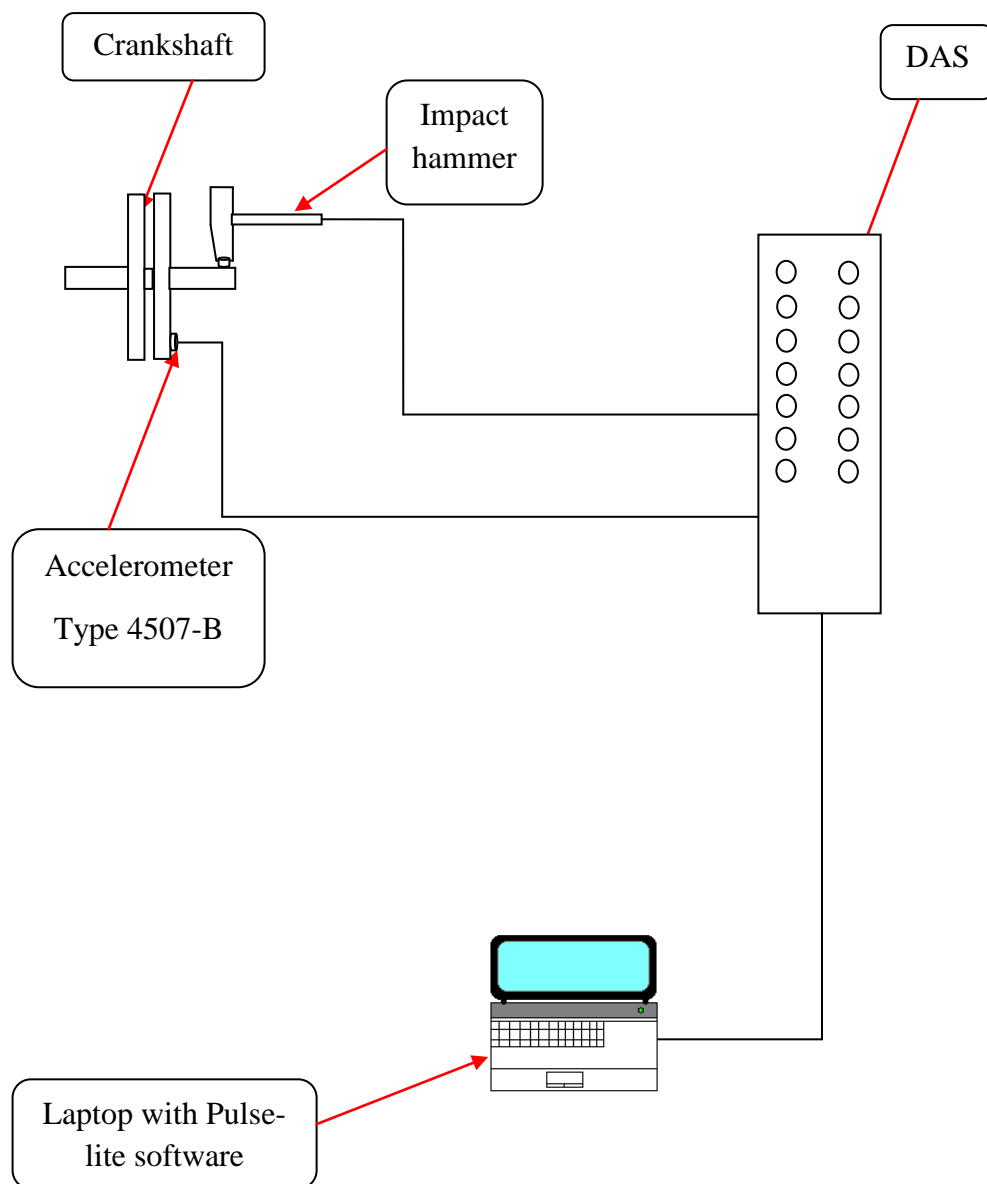 Crankshaft
DAS
Impact
hammer
Accelerometer
Type 4507-B
Laptop with Pulse-
lite software